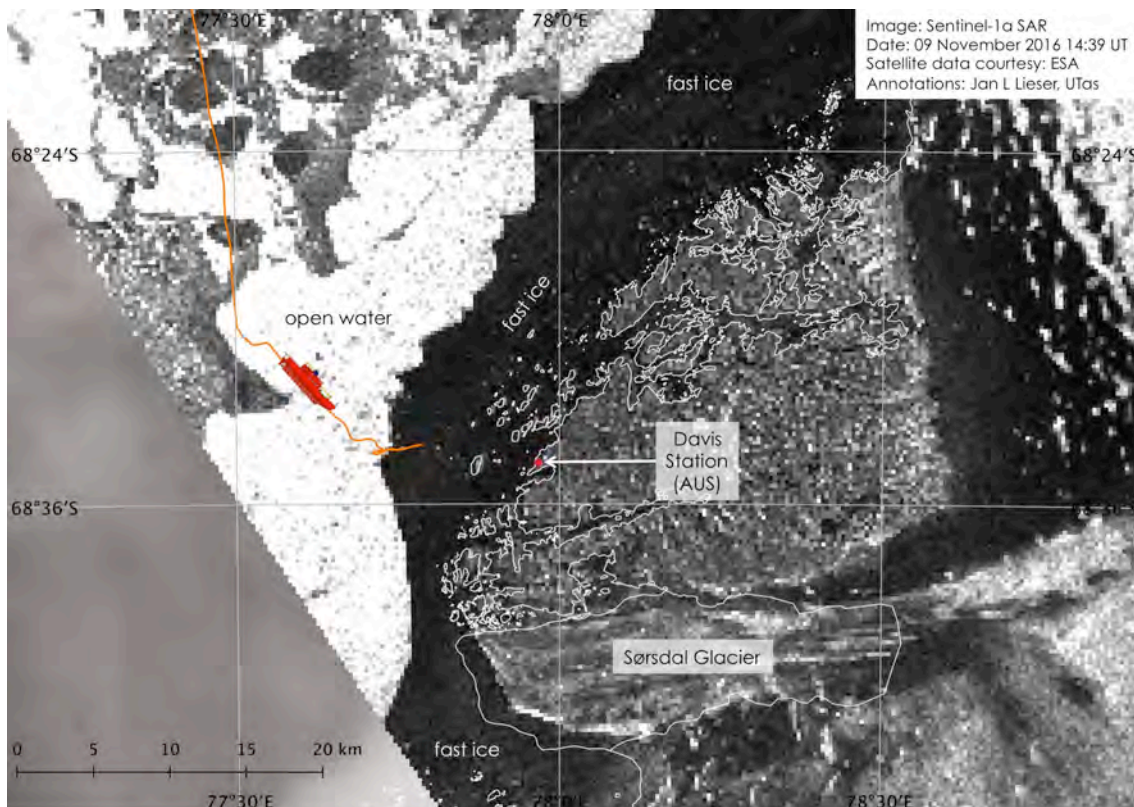 77°30'E
78°0'E
Image: Sentinel-1a SAR
Date: 09 November 2016 14:39 UT
Satellite data courtesy: ESA
Annotations: Jan L Lieser, UTas
fast ice
68°24'S
68°24'S
fast ice
open water
Davis
Station
(AUS)
68°36'S
Sørsdal Glacier
fast ice
0 5 10 15 20 km
77°30'E
78°0'E
78°30'E